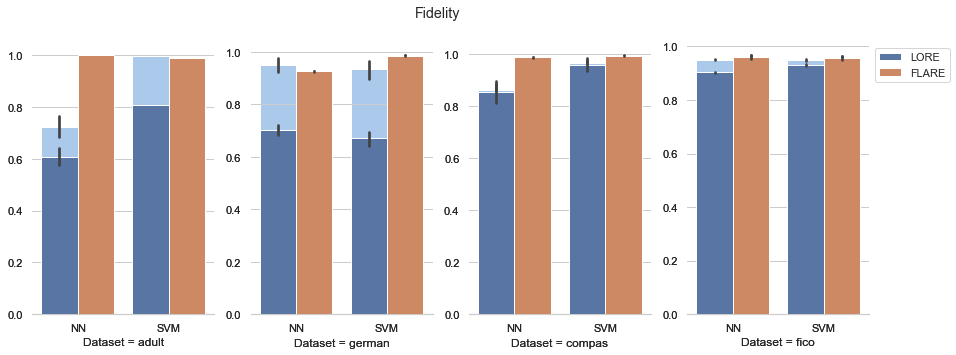 Fidelity
1.0
0.8
0.6
0.4
0.2
0.0
NN SVM
Dataset = adult
1.0
0.8
0.6
0.4
0.2
0.0
NN SVM
Dataset = german
1.0
0.8
0.6
0.4
0.2
0.0
NN SVM
Dataset = compas
1.0
0.8
0.6
0.4
0.2
0.0
NN SVM
Dataset = fico
LORE
FLARE